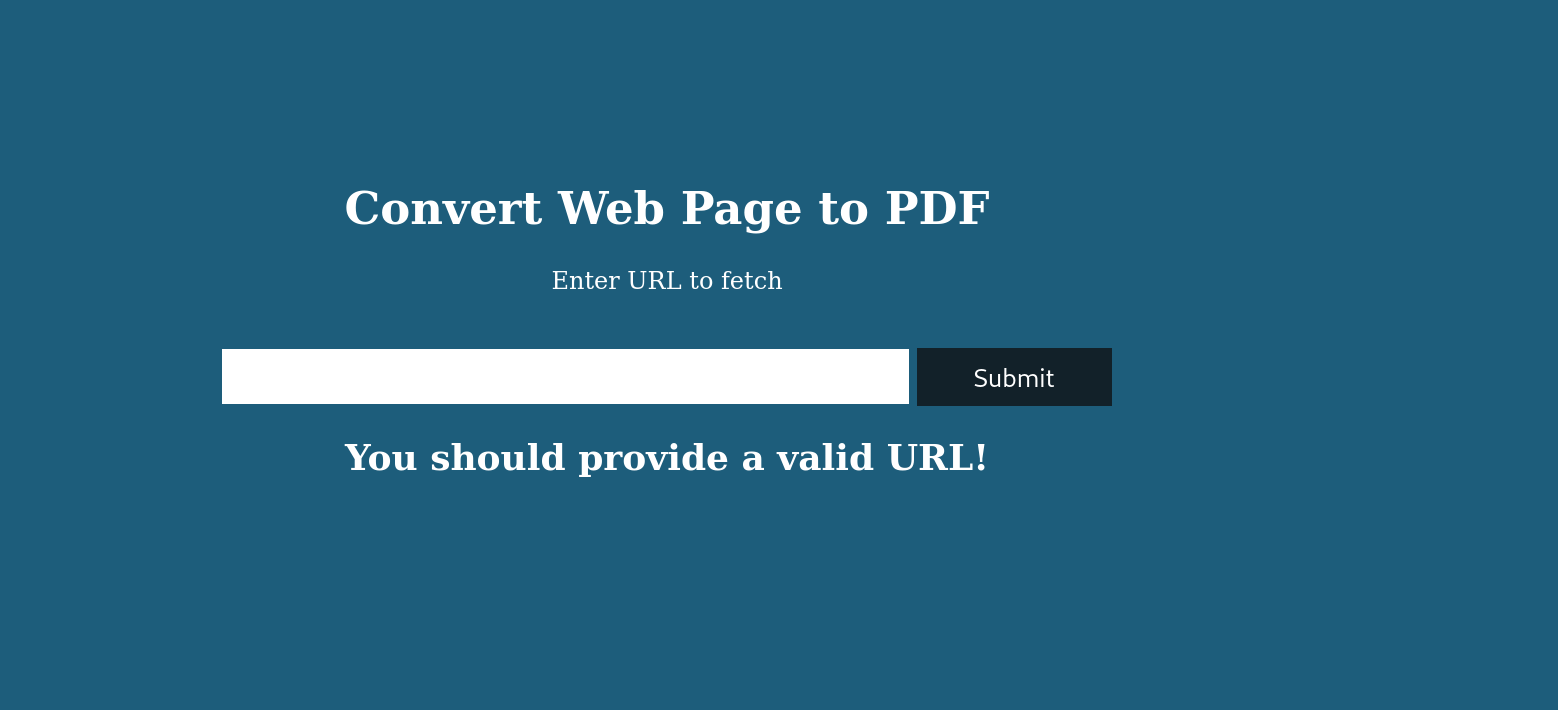 Convert Web Page to PDF
Enter URL to fetch
Submit
You should provide a valid URL!